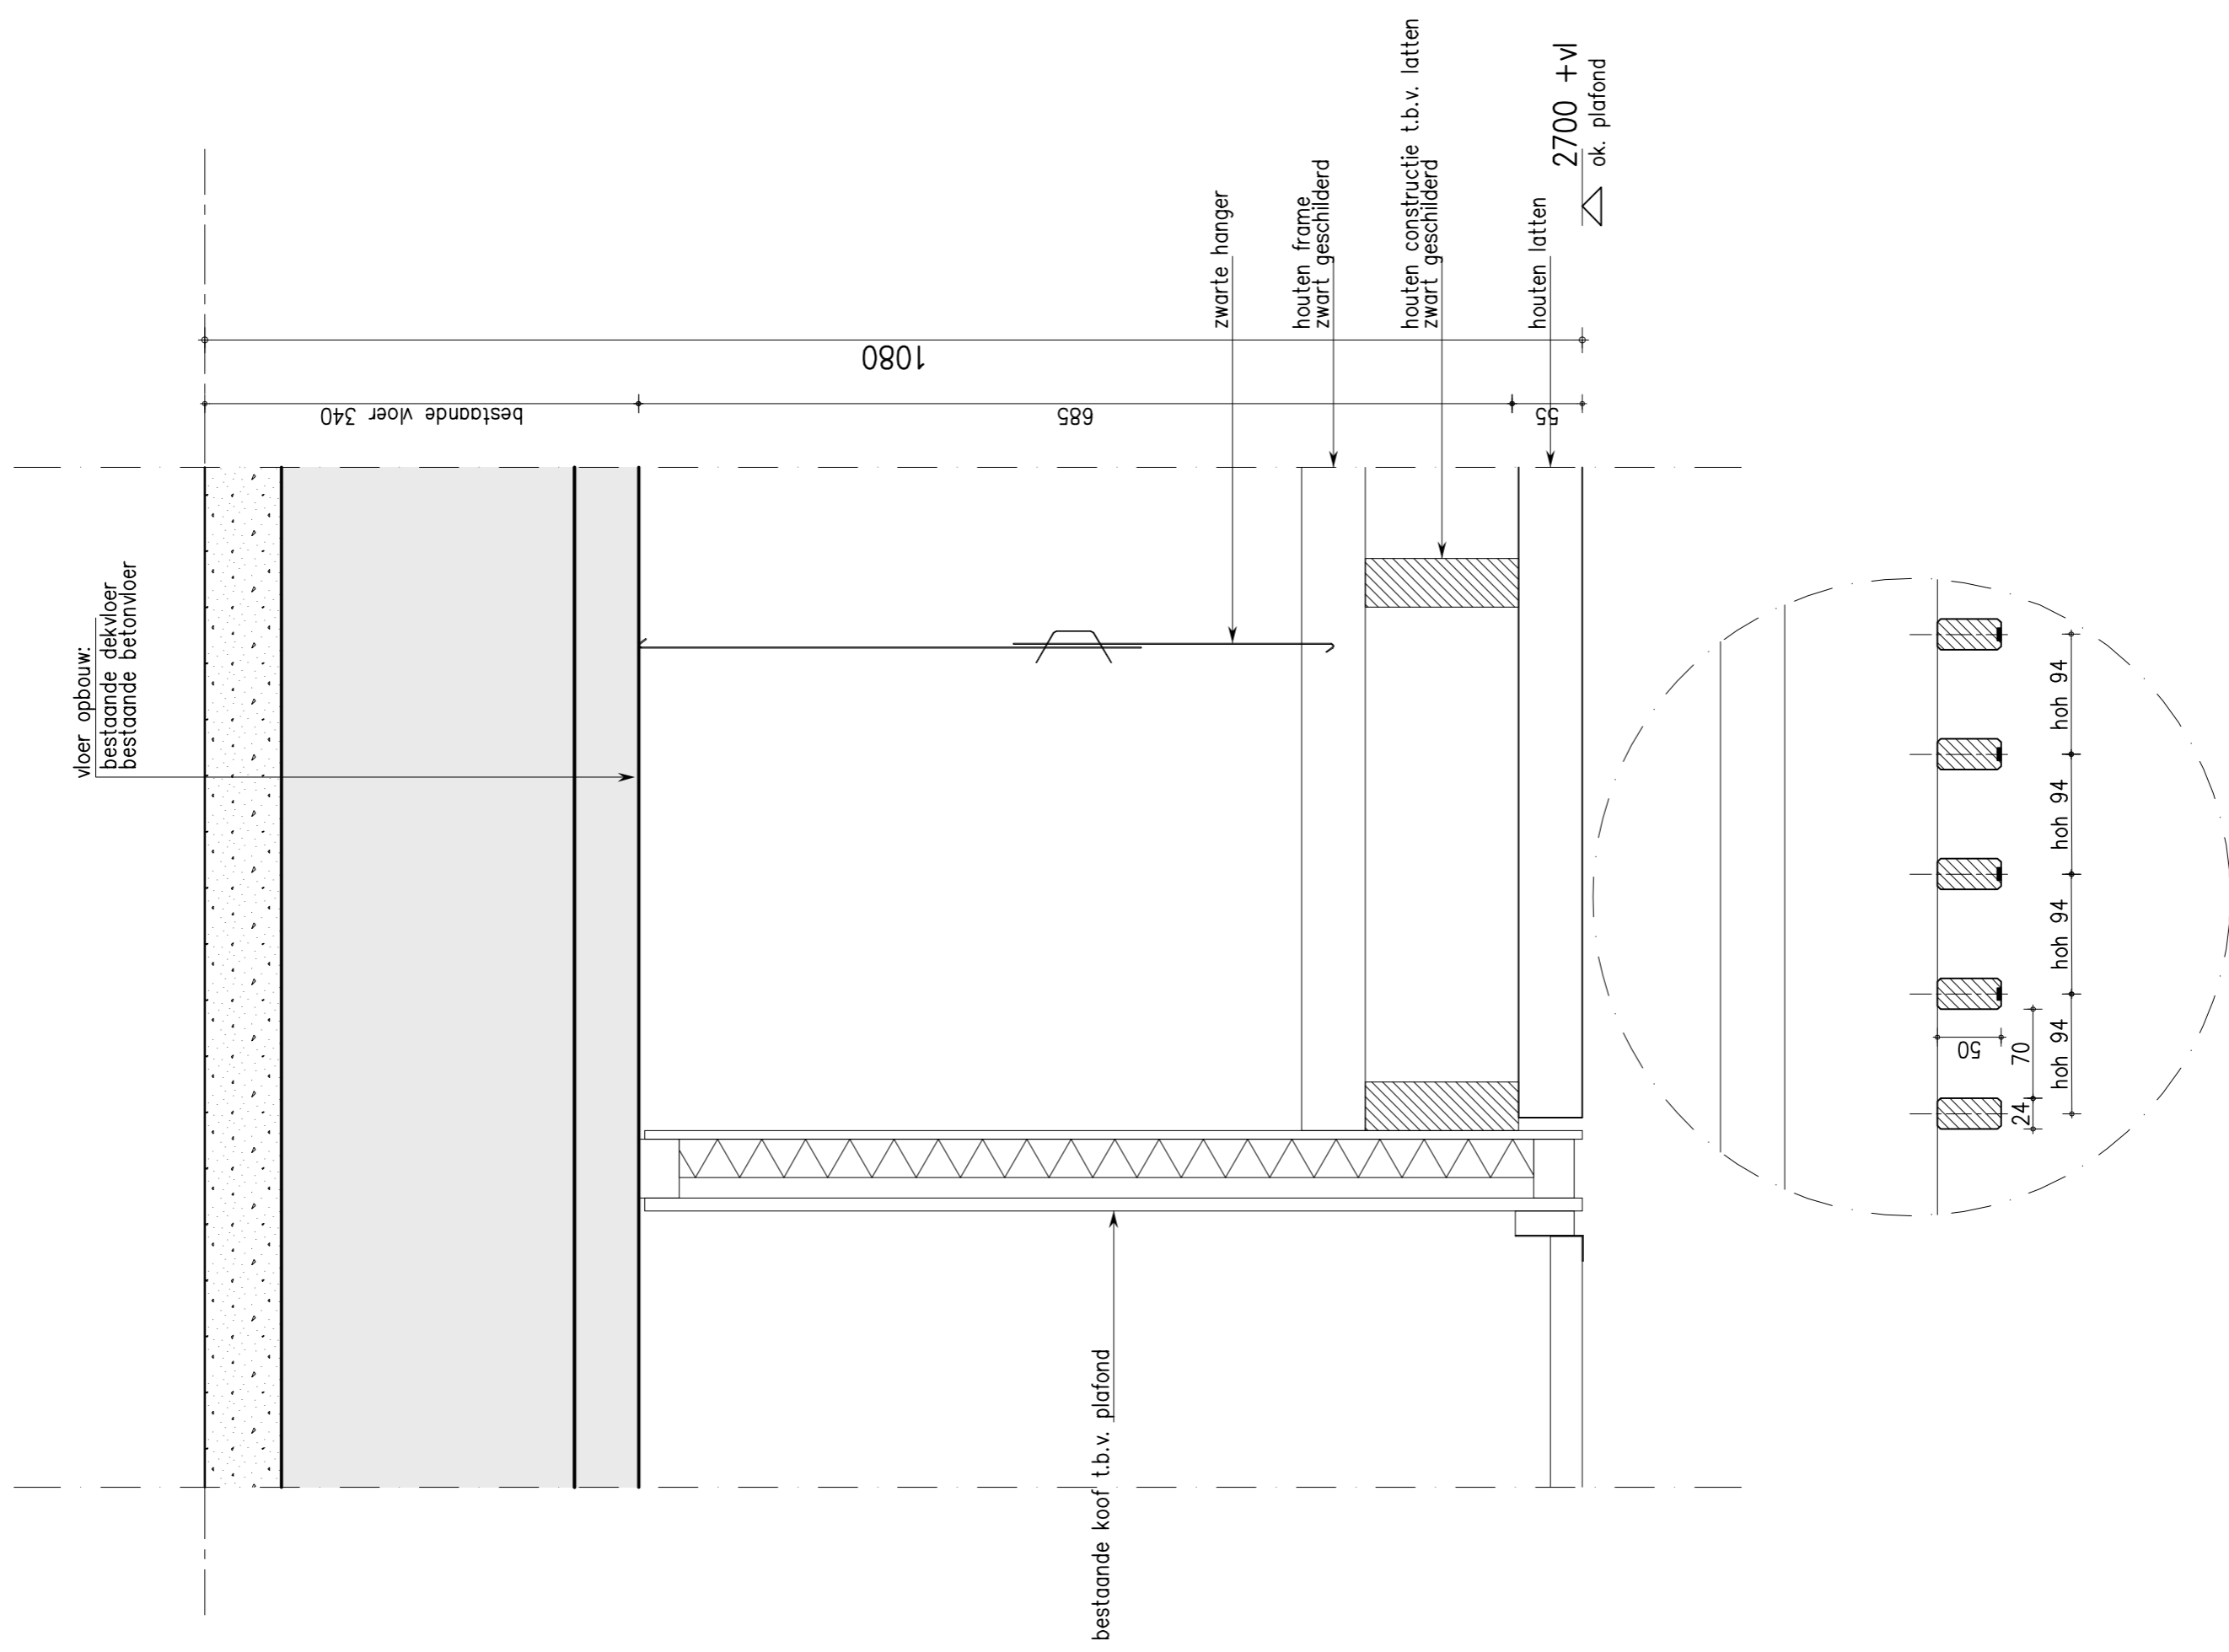 vloer opbouw:
bestaande dekvloer
bestaande betonvloer
bestaande vloer 340
1080
685
55
zwarte hanger
houten frame
zwart geschilderd
houten constructie t.b.v. latten
zwart geschilderd
houten latten
2700 +vl
ok. plafond
bestaande koof t.b.v. plafond
50
24
70
hoh 94
hoh 94
hoh 94
hoh 94